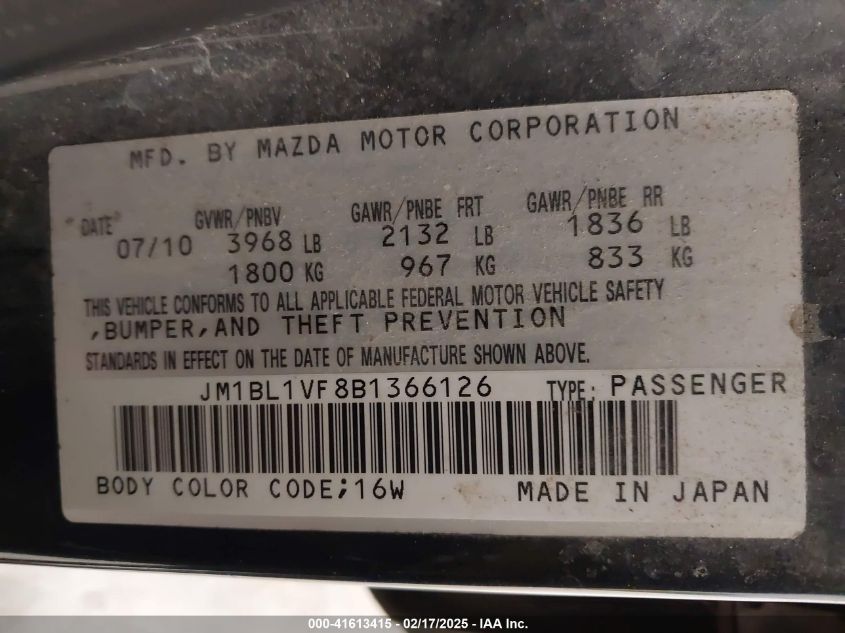 MFD. BY MAZDA MOTOR CORPORATION
DATE GVWR/PNBV GAWR/PNBE FRT GAWR/PNBE RR
07/10 3968 LB 2132 LB 1836 LB
1800 KG 967 KG 833 KG
THIS VEHICLE CONFORMS TO ALL APPLICABLE FEDERAL MOTOR VEHICLE SAFETY
,BUMPER,AND THEFT PREVENTION
STANDARDS IN EFFECT ON THE DATE OF MANUFACTURE SHOWN ABOVE.
JM1BL1VF8B1366126 TYPE: PASSENGER
BODY COLOR CODE;16W MADE IN JAPAN
000-41613415 - 02/17/2025 - IAA Inc.